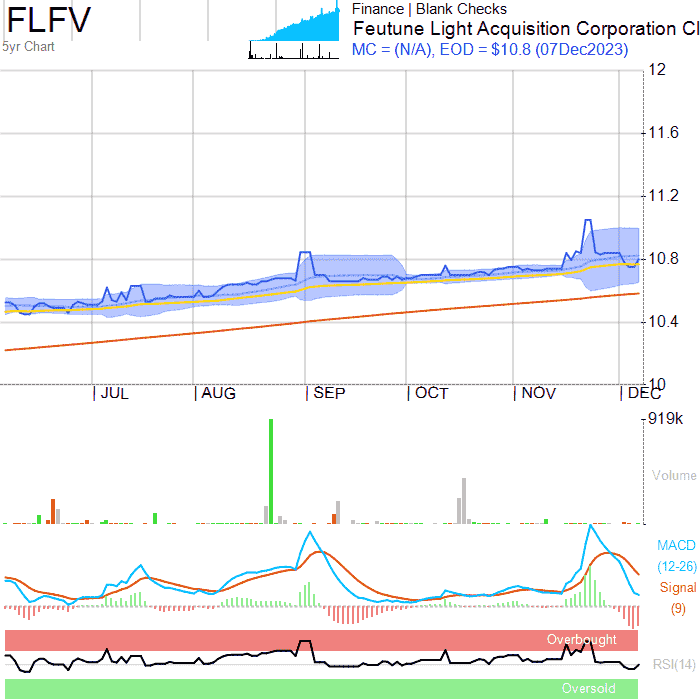 FLFV
5yr Chart
Finance | Blank Checks
Feutune Light Acquisition Corporation Cl
MC = (N/A), EOD = $10.8 (07Dec2023)
12
11.6
11.2
10.8
10.4
10
JUL AUG SEP OCT NOV DEC
919k
Volume
MACD
(12-26)
Signal
(9)
Overbought
RSI(14)
Oversold